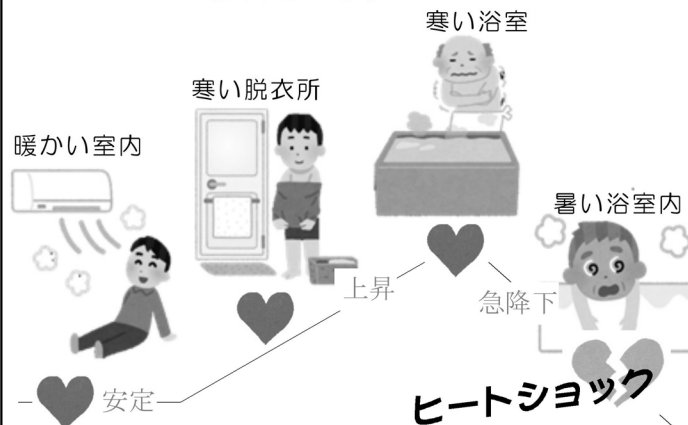 寒い浴室
寒い脱衣所
暖かい室内
暑い浴室内
上昇
急降下
安定
ヒートショック